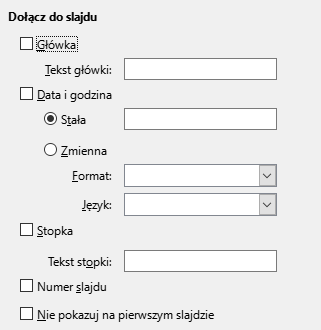 Dołącz do slajdu
Główka
Tekst główki:
Data i godzina
Stała
Zmienna
Format:
Język:
Stopka
Tekst stopki:
Numer slajdu
Nie pokazuj na pierwszym slajdzie